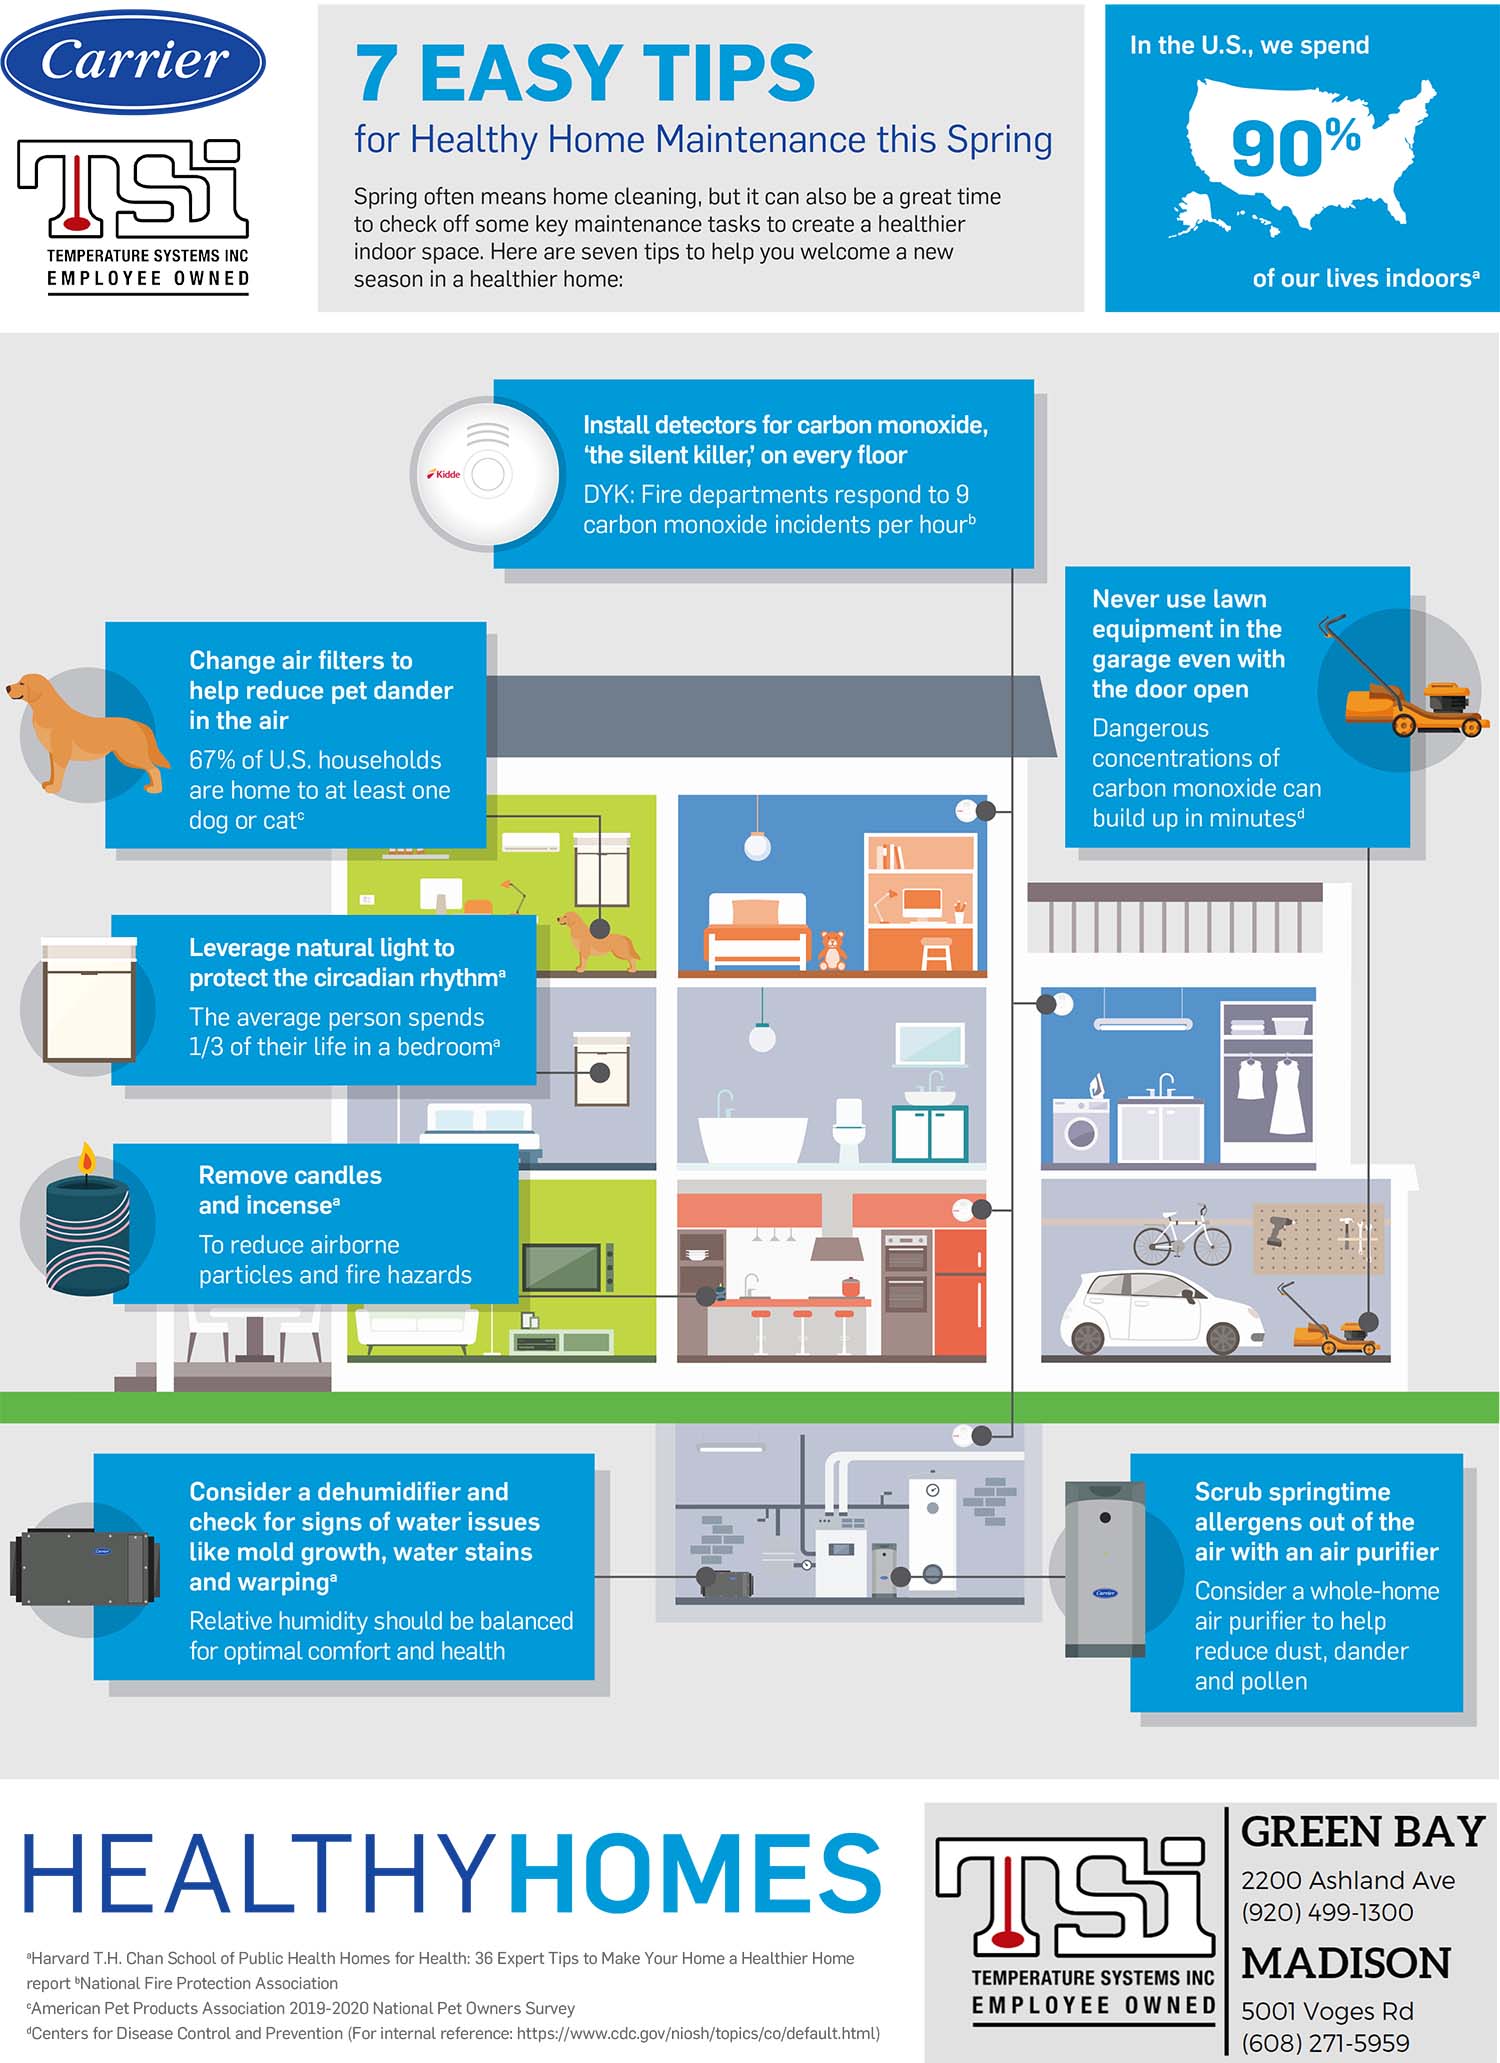 Carrier
TSi
TEMPERATURE SYSTEMS INC
EMPLOYEE OWNED
7 EASY TIPS
for Healthy Home Maintenance this Spring
Spring often means home cleaning, but it can also be a great time
to check off some key maintenance tasks to create a healthier
indoor space. Here are seven tips to help you welcome a new
season in a healthier home:
In the U.S., we spend
90%
of our lives indoorsᵃ
Kidde
Install detectors for carbon monoxide,
‘the silent killer,’ on every floor
DYK: Fire departments respond to 9
carbon monoxide incidents per hourᵇ
Never use lawn
equipment in the
garage even with
the door open
Dangerous
concentrations of
carbon monoxide can
build up in minutesᵈ
Change air filters to
help reduce pet dander
in the air
67% of U.S. households
are home to at least one
dog or catᶜ
Leverage natural light to
protect the circadian rhythmᵃ
The average person spends
1/3 of their life in a bedroomᵃ
Remove candles
and incenseᵃ
To reduce airborne
particles and fire hazards
Consider a dehumidifier and
check for signs of water issues
like mold growth, water stains
and warpingᵃ
Relative humidity should be balanced
for optimal comfort and health
Carrier
Carrier
Scrub springtime
allergens out of the
air with an air purifier
Consider a whole-home
air purifier to help
reduce dust, dander
and pollen
HEALTHYHOMES
ᵃHarvard T.H. Chan School of Public Health Homes for Health: 36 Expert Tips to Make Your Home a Healthier Home
report ᵇNational Fire Protection Association
ᶜAmerican Pet Products Association 2019-2020 National Pet Owners Survey
ᵈCenters for Disease Control and Prevention (For internal reference: https://www.cdc.gov/niosh/topics/co/default.html)
TSi
TEMPERATURE SYSTEMS INC
EMPLOYEE OWNED
GREEN BAY
2200 Ashland Ave
(920) 499-1300
MADISON
5001 Voges Rd
(608) 271-5959